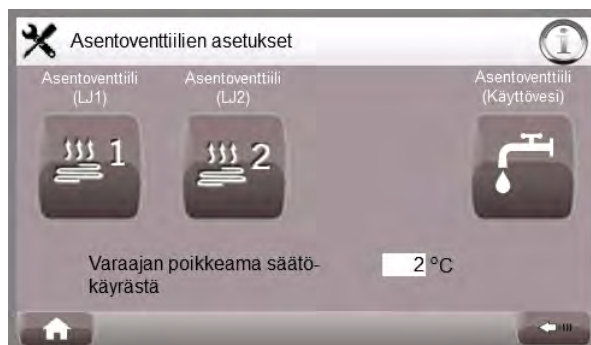 Asentoventtiilien asetukset
Asentoventtiili
(LJ1)
Asentoventtiili
(LJ2)
Asentoventtiili
(Käyttövesi)
1
2
Varaajan poikkeama säätö-
käyrästä
2 °C